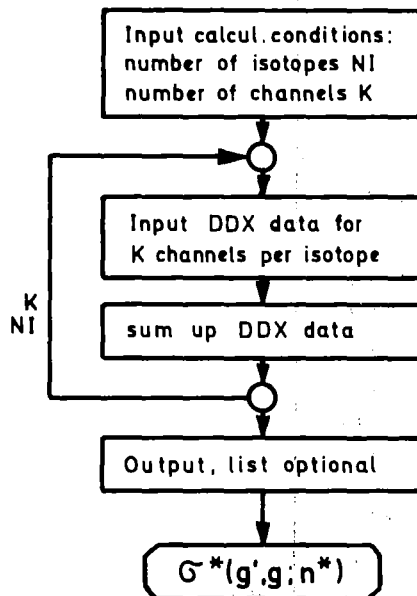 Input calcul. conditions:
number of isotopes NI
number of channels K
Input DDX data for
K channels per isotope
K
NI
sum up DDX data
Output, list optional
σ*(g',g;n*)